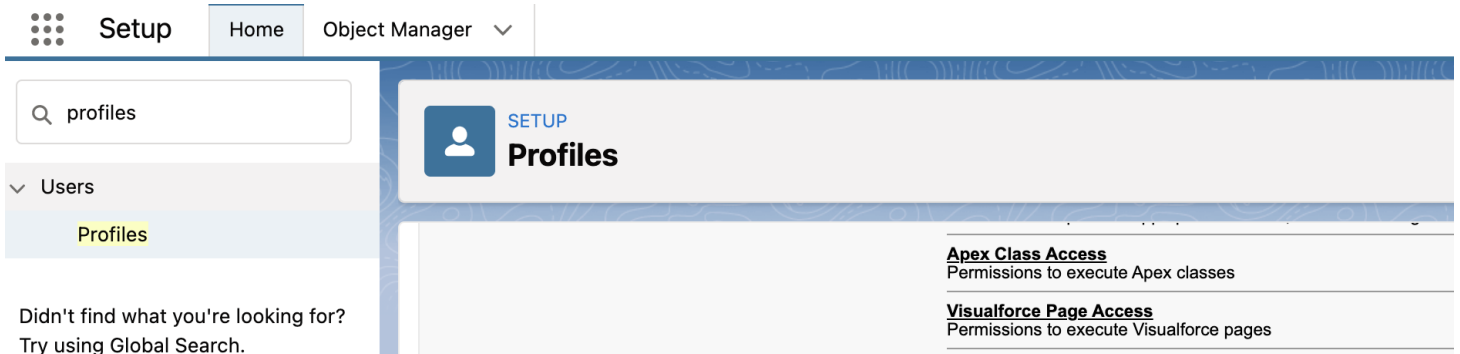 Setup Home Object Manager
profiles
SETUP
Profiles
Users
Profiles
Apex Class Access
Permissions to execute Apex classes
Visualforce Page Access
Permissions to execute Visualforce pages
Didn't find what you're looking for?
Try using Global Search.